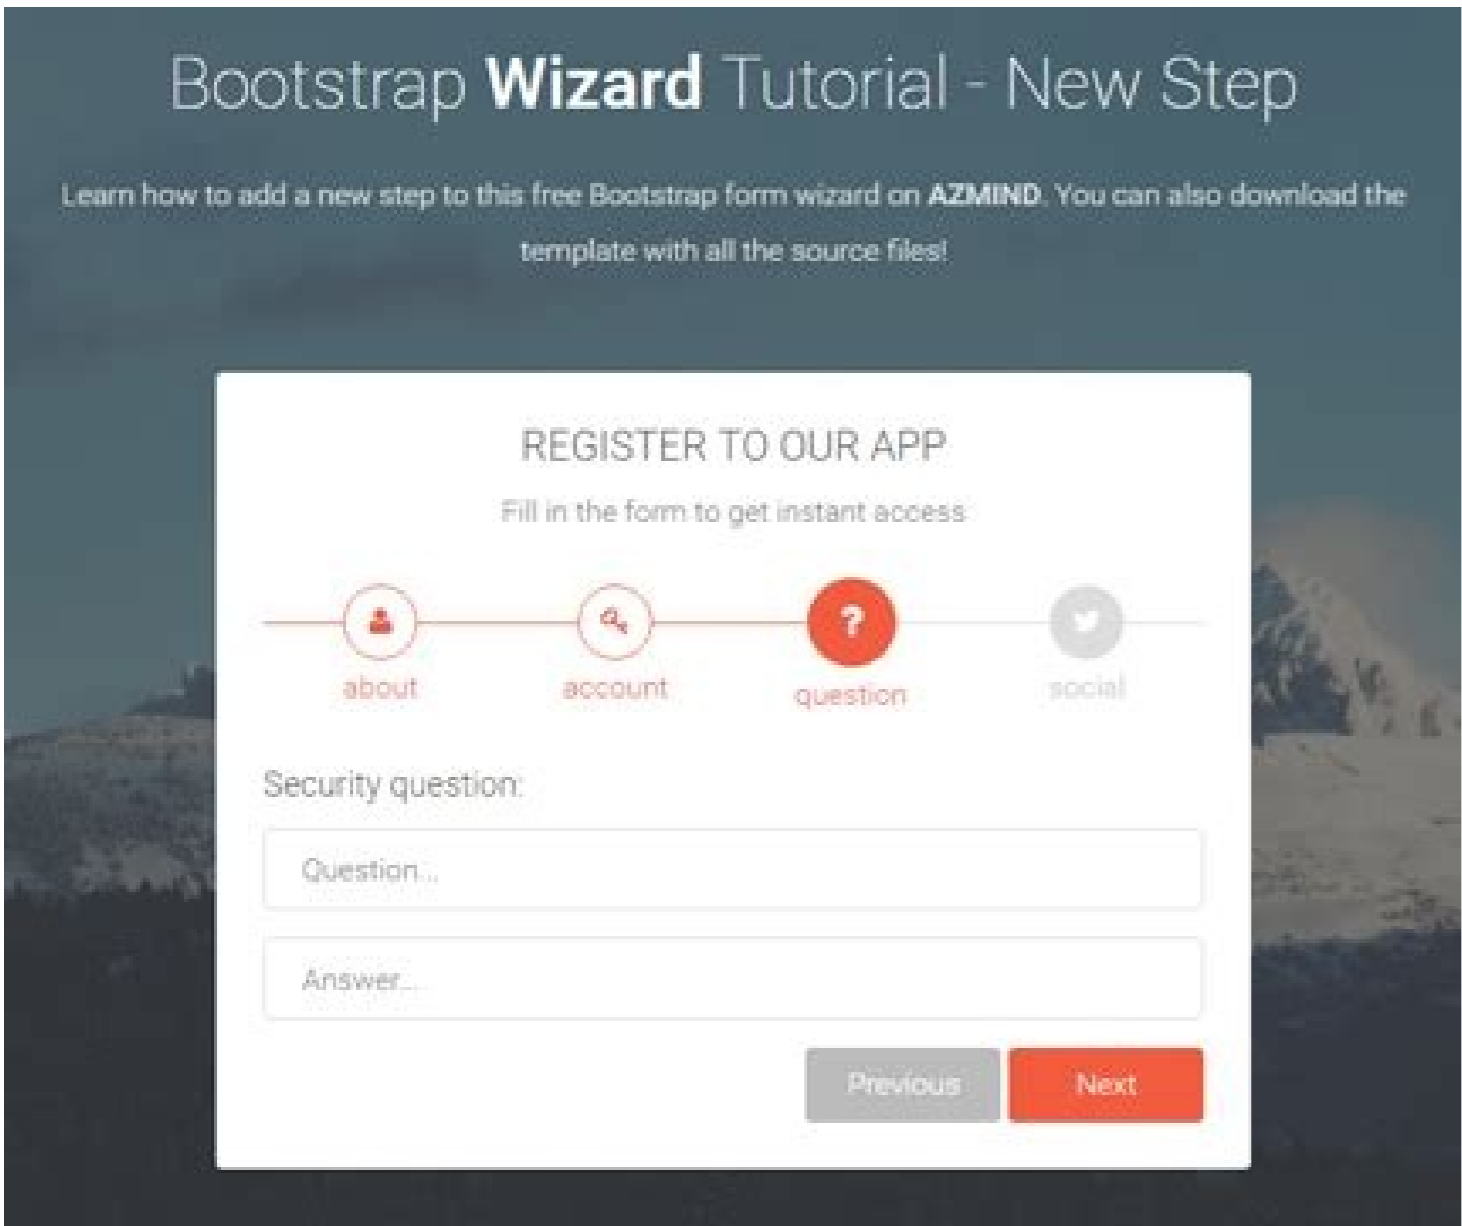 Bootstrap Wizard Tutorial - New Step
Learn how to add a new step to this free Bootstrap form wizard on AZMIND. You can also download the
template with all the source files!
REGISTER TO OUR APP
Fill in the form to get instant access
about account question social
Security question:
Question...
Answer...
Previous Next